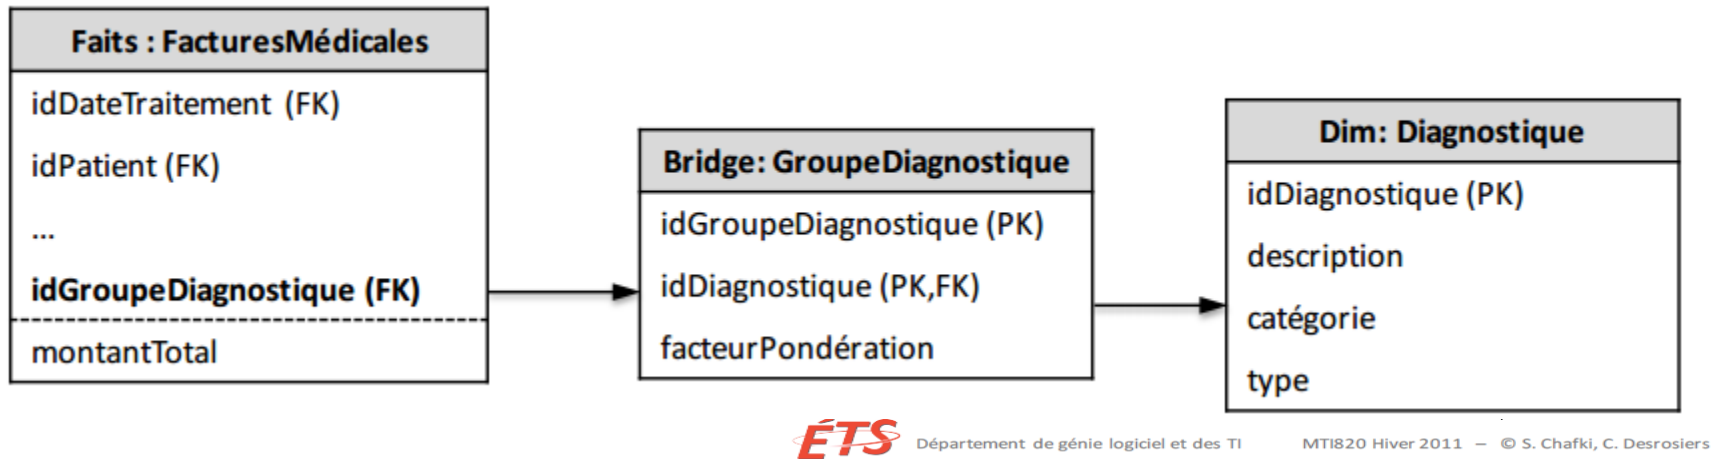 Faits : FacturesMédicales
idDateTraitement (FK)
idPatient (FK)
...
idGroupeDiagnostique (FK)
montantTotal
Bridge: GroupeDiagnostique
idGroupeDiagnostique (PK)
idDiagnostique (PK,FK)
facteurPondération
Dim: Diagnostique
idDiagnostique (PK)
description
catégorie
type
ÉTS Département de génie logiciel et des TI MTI820 Hiver 2011 – © S. Chafki, C. Desrosiers